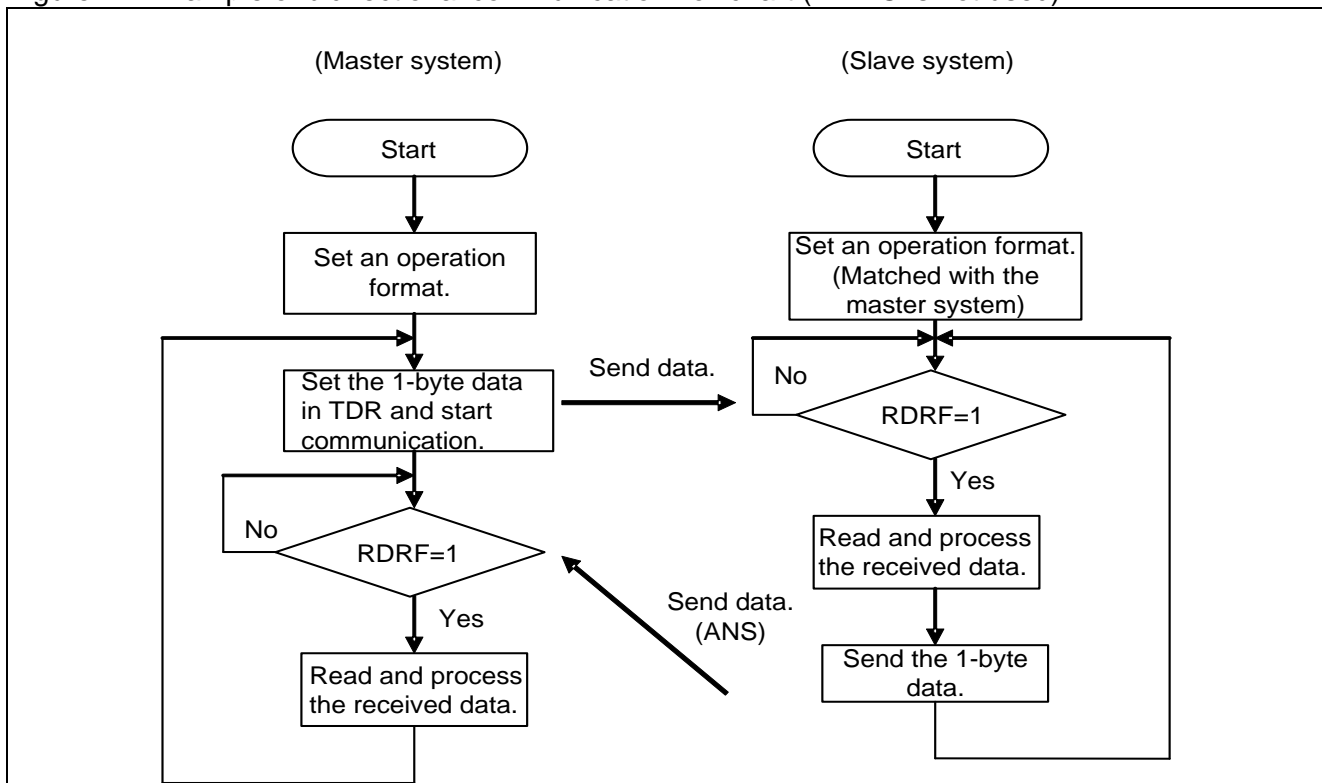 (Master system)
(Slave system)
Start
Start
Set an operation
format.
Set an operation format.
(Matched with the
master system)
Set the 1-byte data
in TDR and start
communication.
Send data.
No
RDRF=1
Yes
No
RDRF=1
Yes
Read and process
the received data.
Send data.
(ANS)
Read and process
the received data.
Send the 1-byte
data.